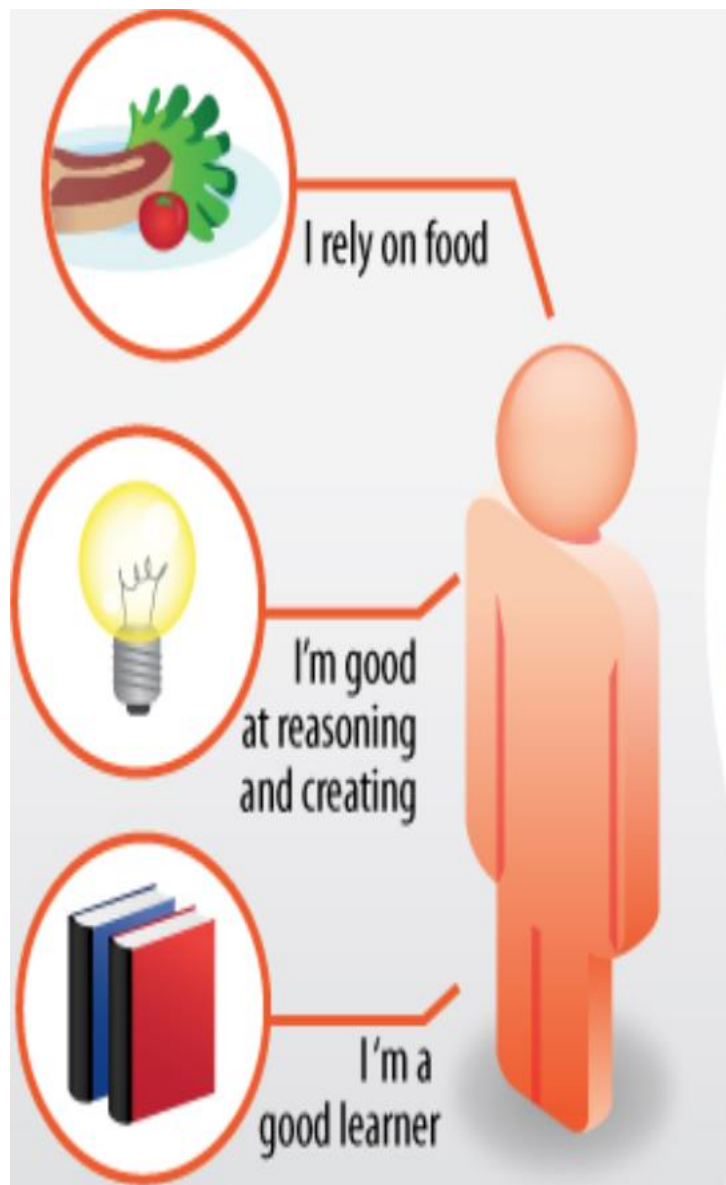 I rely on food
I'm good
at reasoning
and creating
I'm a
good learner